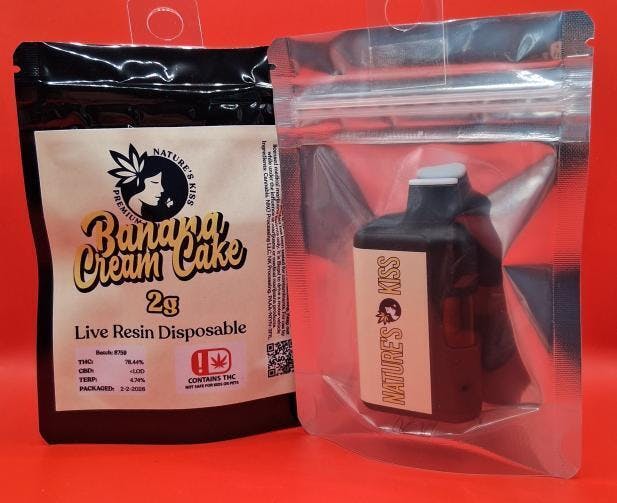 NATURE'S KISS
PREMIUM
Banana
Cream Cake
2g
Live Resin Disposable
Batch: 8759
THC: 78.44%
CBD: <LOD
TERP: 4.74%
PACKAGED: 2-2-2026
CONTAINS THC
NOT SAFE FOR KIDS OR PETS
NATURE'S KISS